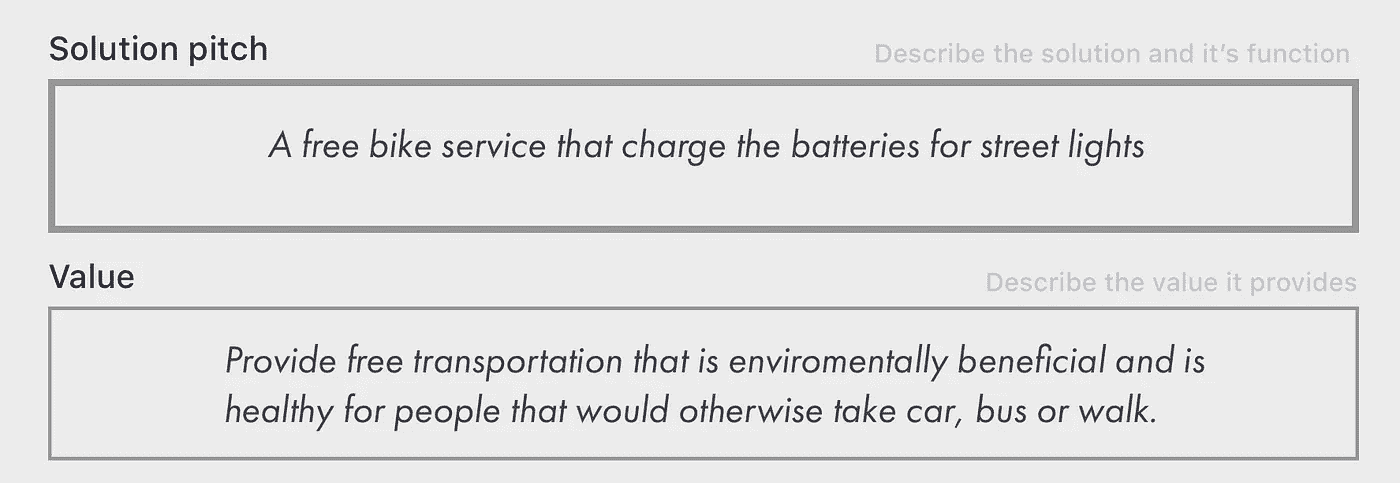 Solution pitch
Describe the solution and it's function
A free bike service that charge the batteries for street lights
Value
Describe the value it provides
Provide free transportation that is enviromentally beneficial and is
healthy for people that would otherwise take car, bus or walk.